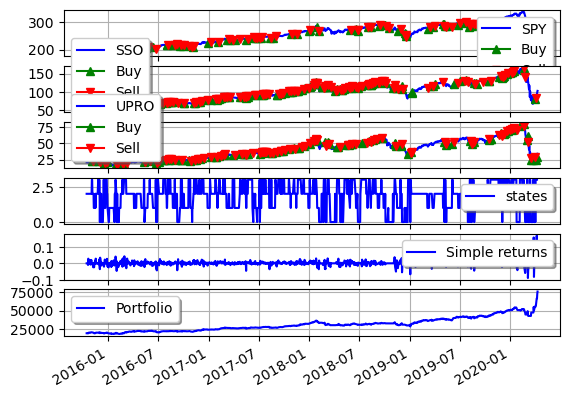 300
200
SPY
Buy
SSO
Buy
Sell
150
100
50
UPRO
Buy
Sell
75
50
25
2.5
0.0
states
0.1
0.0
−0.1
Simple returns
75000
50000
25000
Portfolio
2016-01
2016-07
2017-01
2017-07
2018-01
2018-07
2019-01
2019-07
2020-01